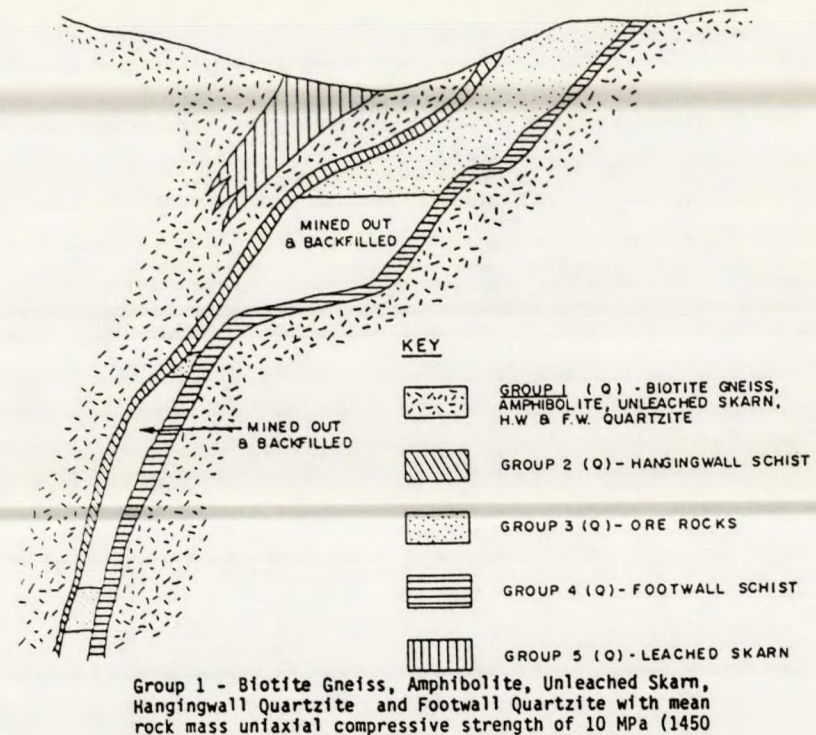 MINED OUT
& BACKFILLED
MINED OUT
& BACKFILLED
KEY
GROUP 1 (Q) - BIOTITE GNEISS,
AMPHIBOLITE, UNLEACHED SKARN,
H.W & F.W. QUARTZITE
GROUP 2 (Q) - HANGINGWALL SCHIST
GROUP 3 (Q) - ORE ROCKS
GROUP 4 (Q) - FOOTWALL SCHIST
GROUP 5 (Q) - LEACHED SKARN
Group 1 - Biotite Gneiss, Amphibolite, Unleached Skarn,
Hangingwall Quartzite and Footwall Quartzite with mean
rock mass uniaxial compressive strength of 10 MPa (1450